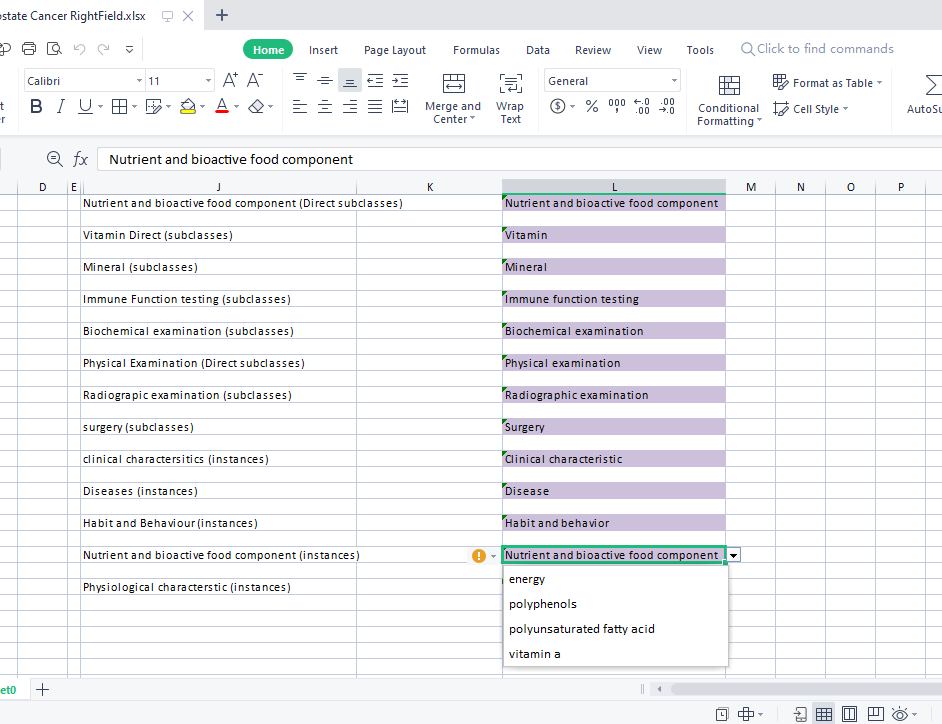 state Cancer RightField.xlsx
Home Insert Page Layout Formulas Data Review View Tools Click to find commands
Calibri 11 General
B I U A
Merge and Center
Wrap Text
$ % 000
Conditional Formatting
Format as Table
Cell Style
AutoSu
fx Nutrient and bioactive food component
D E J K L M N O P
Nutrient and bioactive food component (Direct subclasses) Nutrient and bioactive food component
Vitamin Direct (subclasses) Vitamin
Mineral (subclasses) Mineral
Immune Function testing (subclasses) Immune function testing
Biochemical examination (subclasses) Biochemical examination
Physical Examination (Direct subclasses) Physical examination
Radiograpic examination (subclasses) Radiographic examination
surgery (subclasses) Surgery
clinical charactersitics (instances) Clinical characteristic
Diseases (instances) Disease
Habit and Behaviour (instances) Habit and behavior
Nutrient and bioactive food component (instances) Nutrient and bioactive food component
energy
Physiological characterstic (instances)
polyphenols
polyunsaturated fatty acid
vitamin a
et0